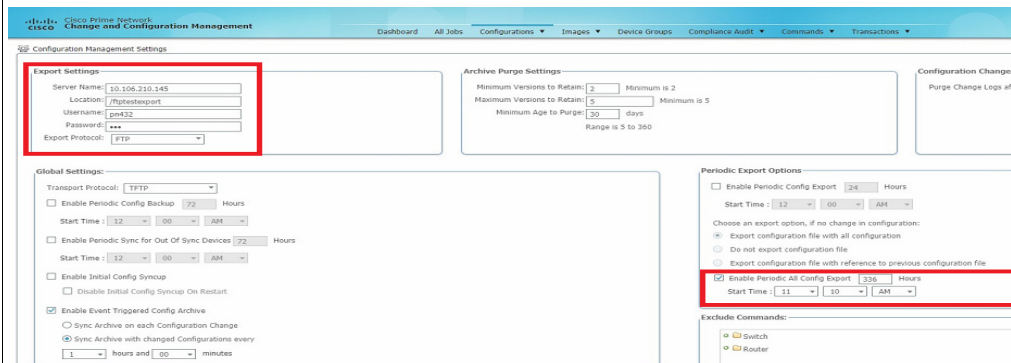 Cisco Prime Network
CISCO Change and Configuration Management
Dashboard All Jobs Configurations Images Device Groups Compliance Audit Commands Transactions
Configuration Management Settings
Export Settings
Server Name: 10.106.210.145
Location: /ftptestexport
Username: pn432
Password: •••
Export Protocol: FTP
Archive Purge Settings
Minimum Versions to Retain: 2 Minimum is 2
Maximum Versions to Retain: 5 Minimum is 5
Minimum Age to Purge: 30 days
Range is 5 to 360
Configuration Change
Purge Change Logs af
Global Settings:
Transport Protocol: TFTP
Enable Periodic Config Backup 72 Hours
Start Time : 12 00 AM
Enable Periodic Sync for Out Of Sync Devices 72 Hours
Start Time : 12 00 AM
Enable Initial Config Syncup
Disable Initial Config Syncup On Restart
Enable Event Triggered Config Archive
Sync Archive on each Configuration Change
Sync Archive with changed Configurations every
1 hours and 00 minutes
Periodic Export Options
Enable Periodic Config Export 24 Hours
Start Time : 12 00 AM
Choose an export option, if no change in configuration:
Export configuration file with all configuration
Do not export configuration file
Export configuration file with reference to previous configuration file
Enable Periodic All Config Export 336 Hours
Start Time : 11 10 AM
Exclude Commands:
Switch
Router